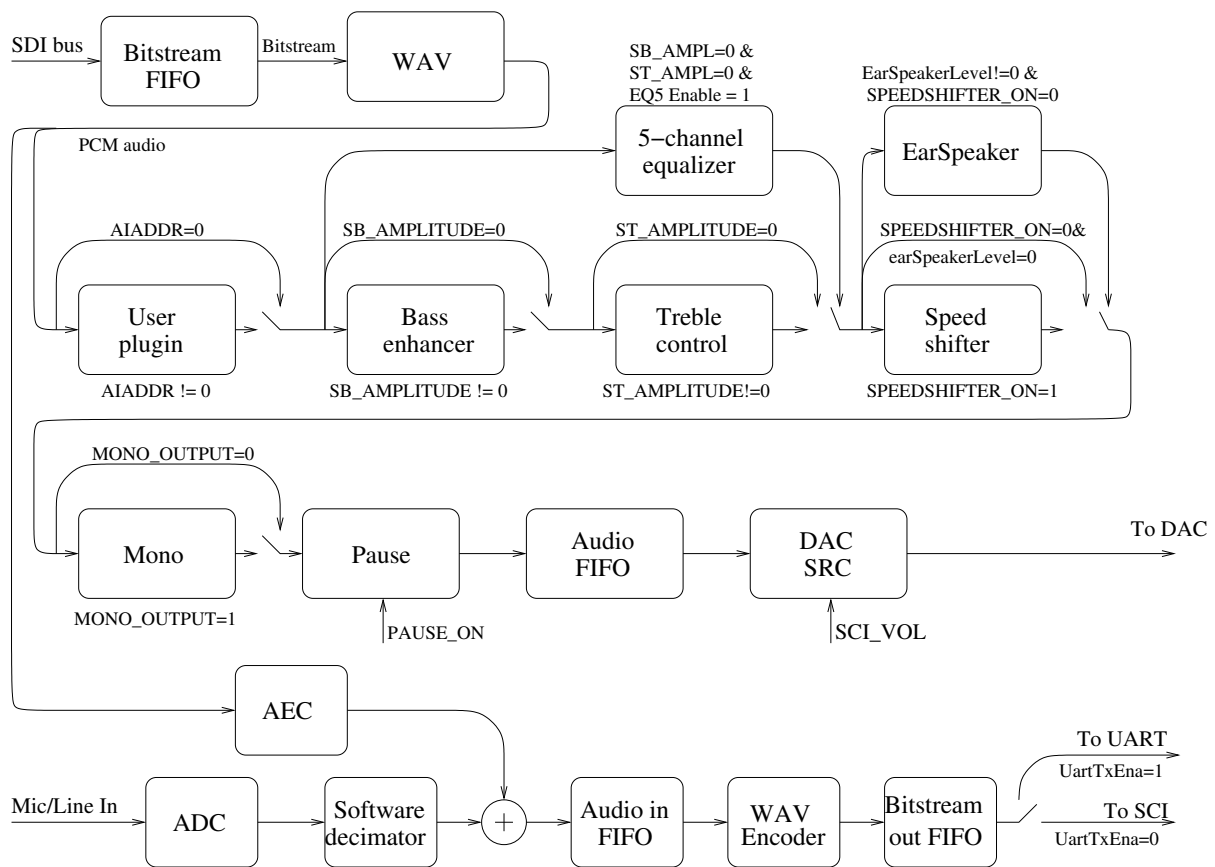 SDI bus
Bitstream
FIFO
Bitstream
WAV
SB_AMPL=0 &
ST_AMPL=0 &
EQ5 Enable = 1
EarSpeakerLevel!=0 &
SPEEDSHIFTER_ON=0
PCM audio
5−channel
equalizer
EarSpeaker
AIADDR=0
SB_AMPLITUDE=0
ST_AMPLITUDE=0
SPEEDSHIFTER_ON=0&
earSpeakerLevel=0
User
plugin
Bass
enhancer
Treble
control
Speed
shifter
AIADDR != 0
SB_AMPLITUDE != 0
ST_AMPLITUDE!=0
SPEEDSHIFTER_ON=1
MONO_OUTPUT=0
Mono
Pause
Audio
FIFO
DAC
SRC
To DAC
MONO_OUTPUT=1
PAUSE_ON
SCI_VOL
AEC
Mic/Line In
ADC
Software
decimator
+
Audio in
FIFO
WAV
Encoder
Bitstream
out FIFO
To UART
UartTxEna=1
To SCI
UartTxEna=0